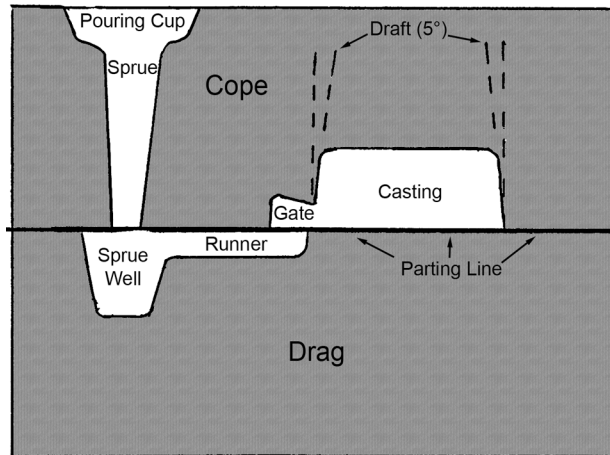 Pouring Cup
Draft (5°)
Sprue
Cope
Casting
Gate
Runner
Sprue
Well
Parting Line
Drag